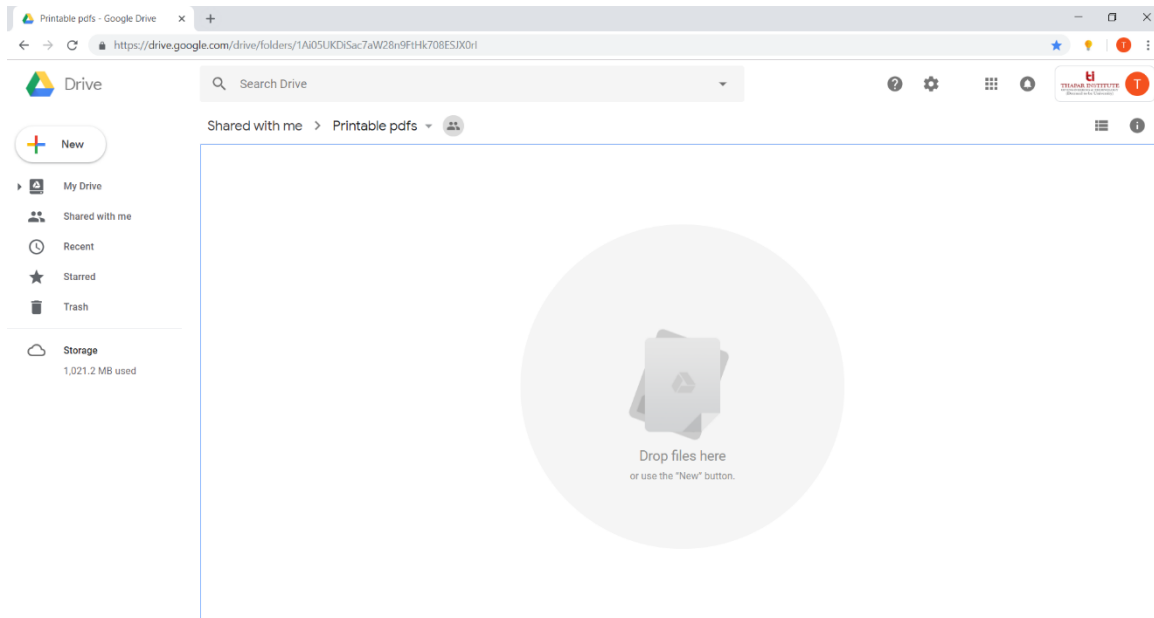 Printable pdfs - Google Drive
https://drive.google.com/drive/folders/1Ai05UKDiSac7aW28n9FtHk708ESJX0rI
Drive
Search Drive
THAPAR INSTITUTE
T
Shared with me > Printable pdfs
New
My Drive
Shared with me
Recent
Starred
Trash
Storage
1,021.2 MB used
Drop files here
or use the "New" button.